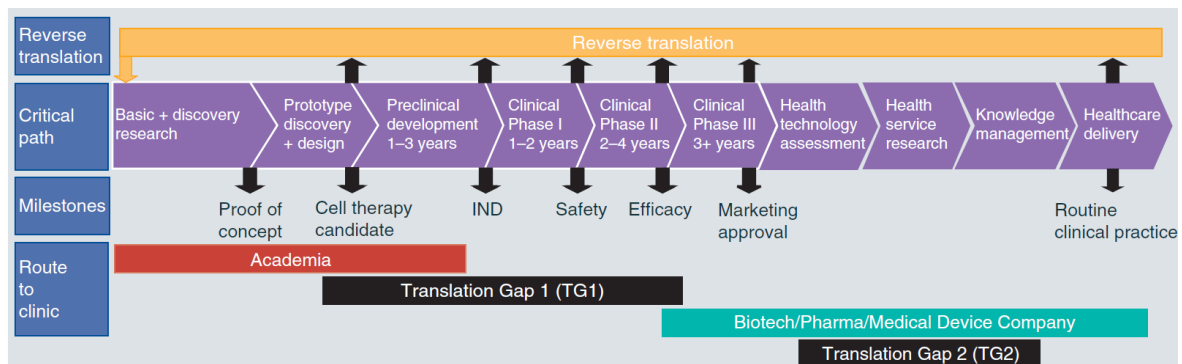 Reverse
translation
Reverse translation
Critical
path
Basic + discovery
research
Prototype
discovery
+ design
Preclinical
development
1–3 years
Clinical
Phase I
1–2 years
Clinical
Phase II
2–4 years
Clinical
Phase III
3+ years
Health
technology
assessment
Health
service
research
Knowledge
management
Healthcare
delivery
Milestones
Proof of
concept
Cell therapy
candidate
IND
Safety
Efficacy
Marketing
approval
Routine
clinical practice
Route
to
clinic
Academia
Translation Gap 1 (TG1)
Biotech/Pharma/Medical Device Company
Translation Gap 2 (TG2)